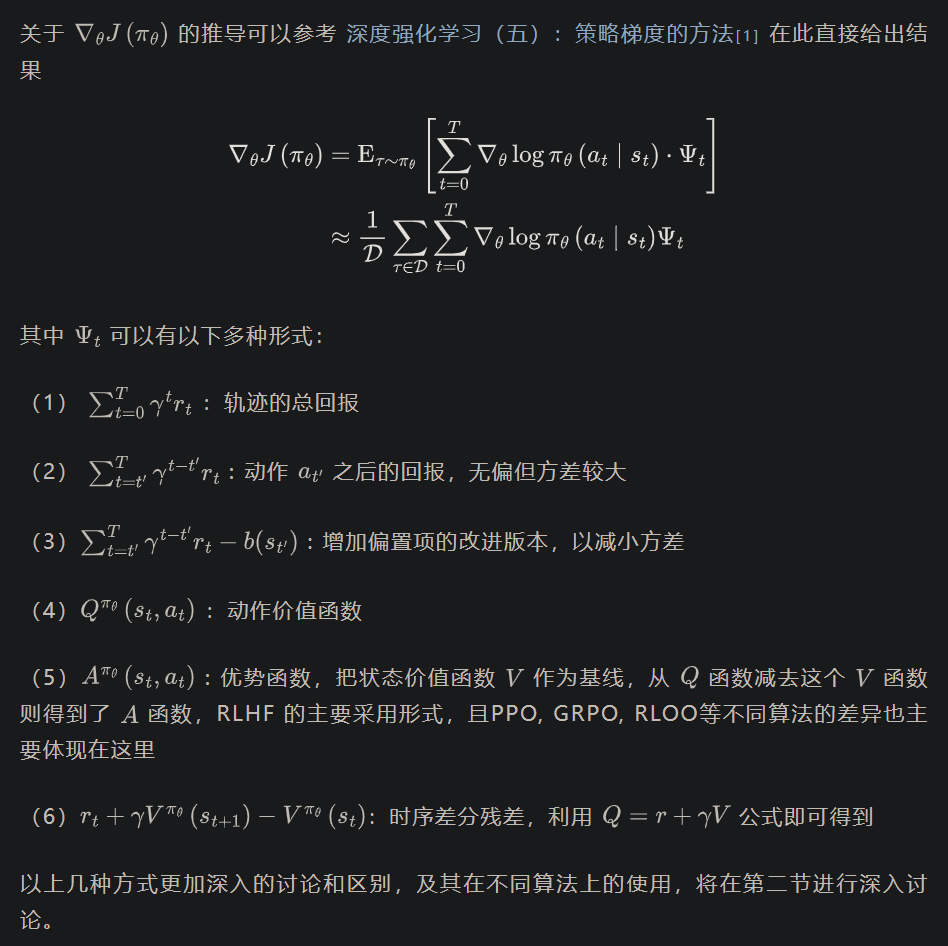 关于 $\nabla_\theta J(\pi_\theta)$ 的推导可以参考 深度强化学习（五）：策略梯度的方法[1] 在此直接给出结
果
$\nabla_\theta J(\pi_\theta) = \mathrm{E}_{\tau\sim\pi_\theta}\left[\sum_{t=0}^{T} \nabla_\theta \log \pi_\theta(a_t \mid s_t) \cdot \Psi_t\right]$
$\approx \frac{1}{\mathcal{D}} \sum_{\tau\in\mathcal{D}} \sum_{t=0}^{T} \nabla_\theta \log \pi_\theta(a_t \mid s_t) \Psi_t$
其中 $\Psi_t$ 可以有以下多种形式：
（1） $\sum_{t=0}^{T} \gamma^t r_t$ ：轨迹的总回报
（2） $\sum_{t=t'}^{T} \gamma^{t-t'} r_t$ : 动作 $a_{t'}$ 之后的回报，无偏但方差较大
（3）$\sum_{t=t'}^{T} \gamma^{t-t'} r_t - b(s_{t'})$ : 增加偏置项的改进版本，以减小方差
（4）$Q^{\pi_\theta}(s_t, a_t)$ ：动作价值函数
（5）$A^{\pi_\theta}(s_t, a_t)$ : 优势函数，把状态价值函数 $V$ 作为基线，从 $Q$ 函数减去这个 $V$ 函数
则得到了 $A$ 函数，RLHF 的主要采用形式，且PPO, GRPO, RLOO等不同算法的差异也主
要体现在这里
（6）$r_t + \gamma V^{\pi_\theta}(s_{t+1}) - V^{\pi_\theta}(s_t)$：时序差分残差，利用 $Q = r + \gamma V$ 公式即可得到
以上几种方式更加深入的讨论和区别，及其在不同算法上的使用，将在第二节进行深入讨
论。